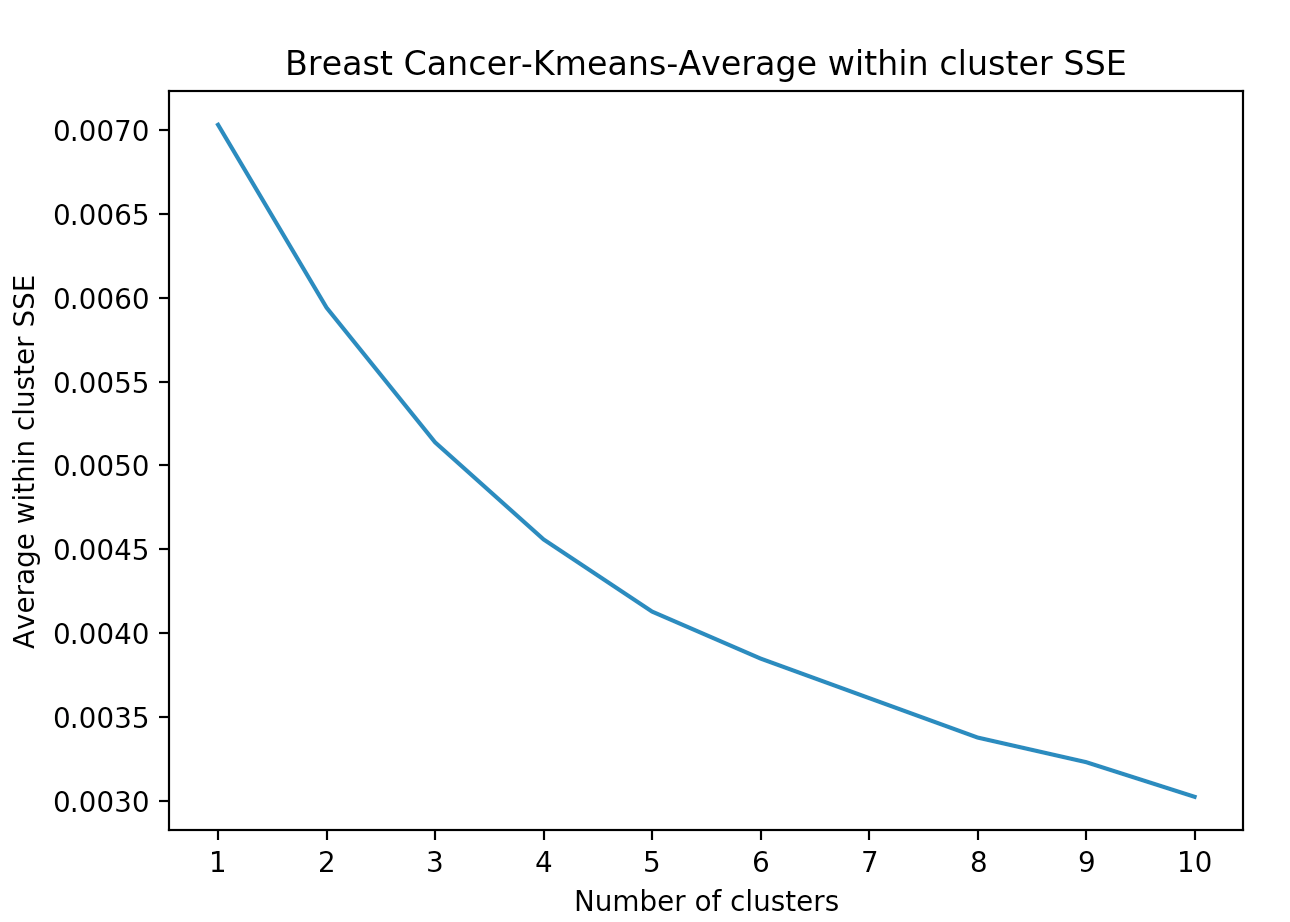 Breast Cancer-Kmeans-Average within cluster SSE
Average within cluster SSE
0.0070
0.0065
0.0060
0.0055
0.0050
0.0045
0.0040
0.0035
0.0030
1 2 3 4 5 6 7 8 9 10
Number of clusters